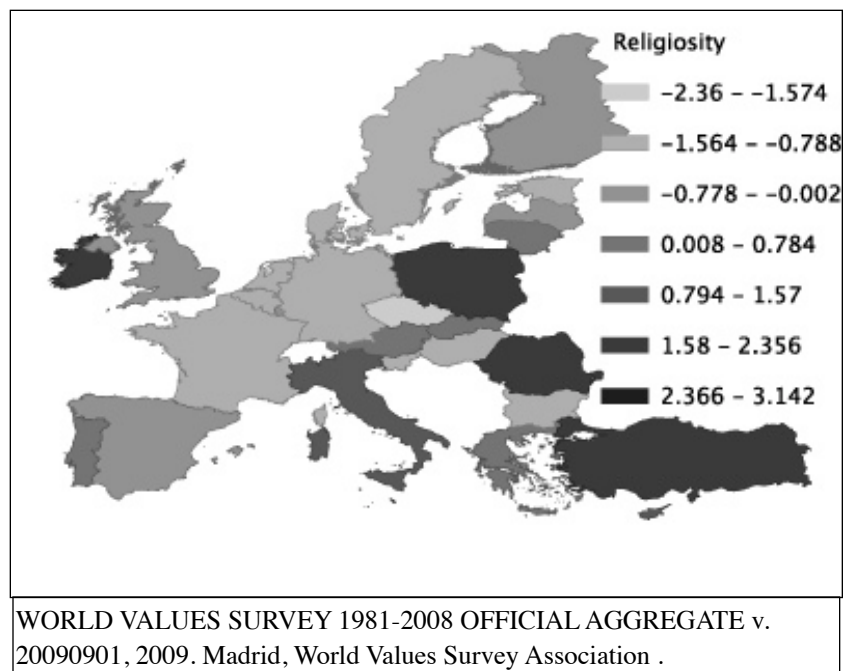 Religiosity
-2.36 - -1.574
-1.564 - -0.788
-0.778 - -0.002
0.008 - 0.784
0.794 - 1.57
1.58 - 2.356
2.366 - 3.142
WORLD VALUES SURVEY 1981-2008 OFFICIAL AGGREGATE v.
20090901, 2009. Madrid, World Values Survey Association .